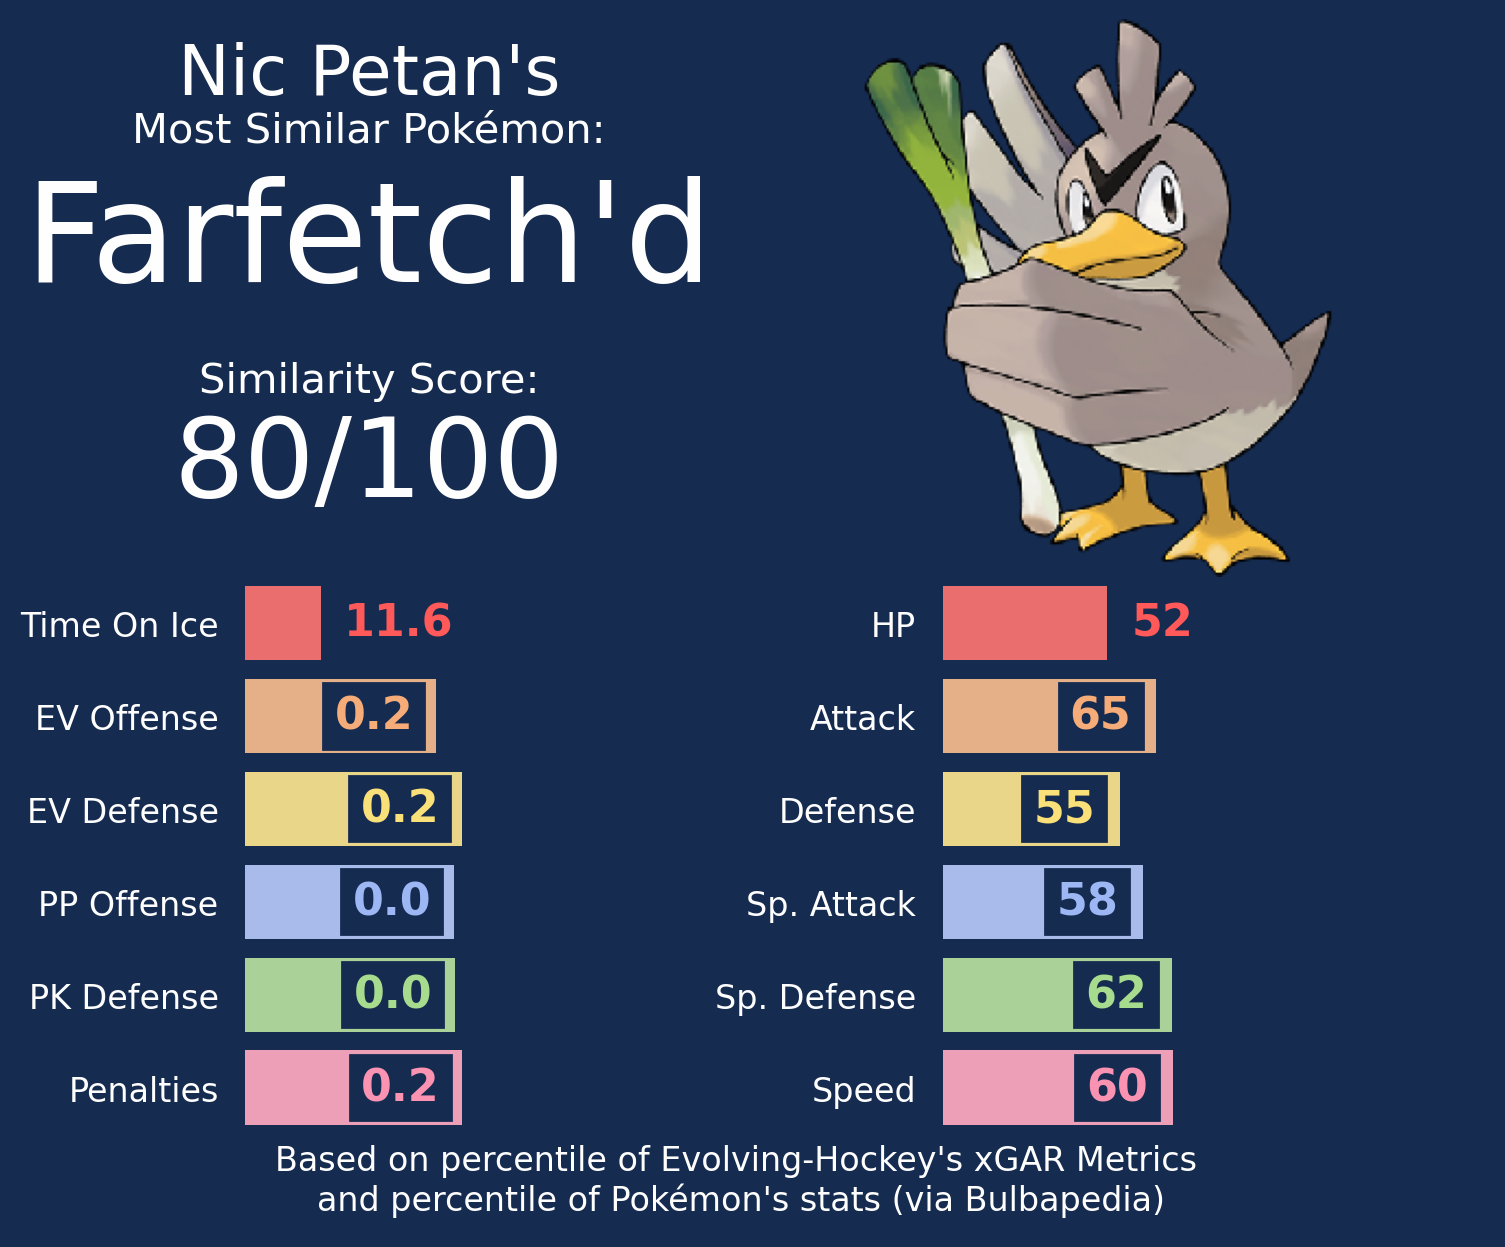 Nic Petan's
Most Similar Pokémon:
Farfetch'd
Similarity Score:
80/100
Time On Ice 11.6
EV Offense 0.2
EV Defense 0.2
PP Offense 0.0
PK Defense 0.0
Penalties 0.2
HP 52
Attack 65
Defense 55
Sp. Attack 58
Sp. Defense 62
Speed 60
Based on percentile of Evolving-Hockey's xGAR Metrics
and percentile of Pokémon's stats (via Bulbapedia)